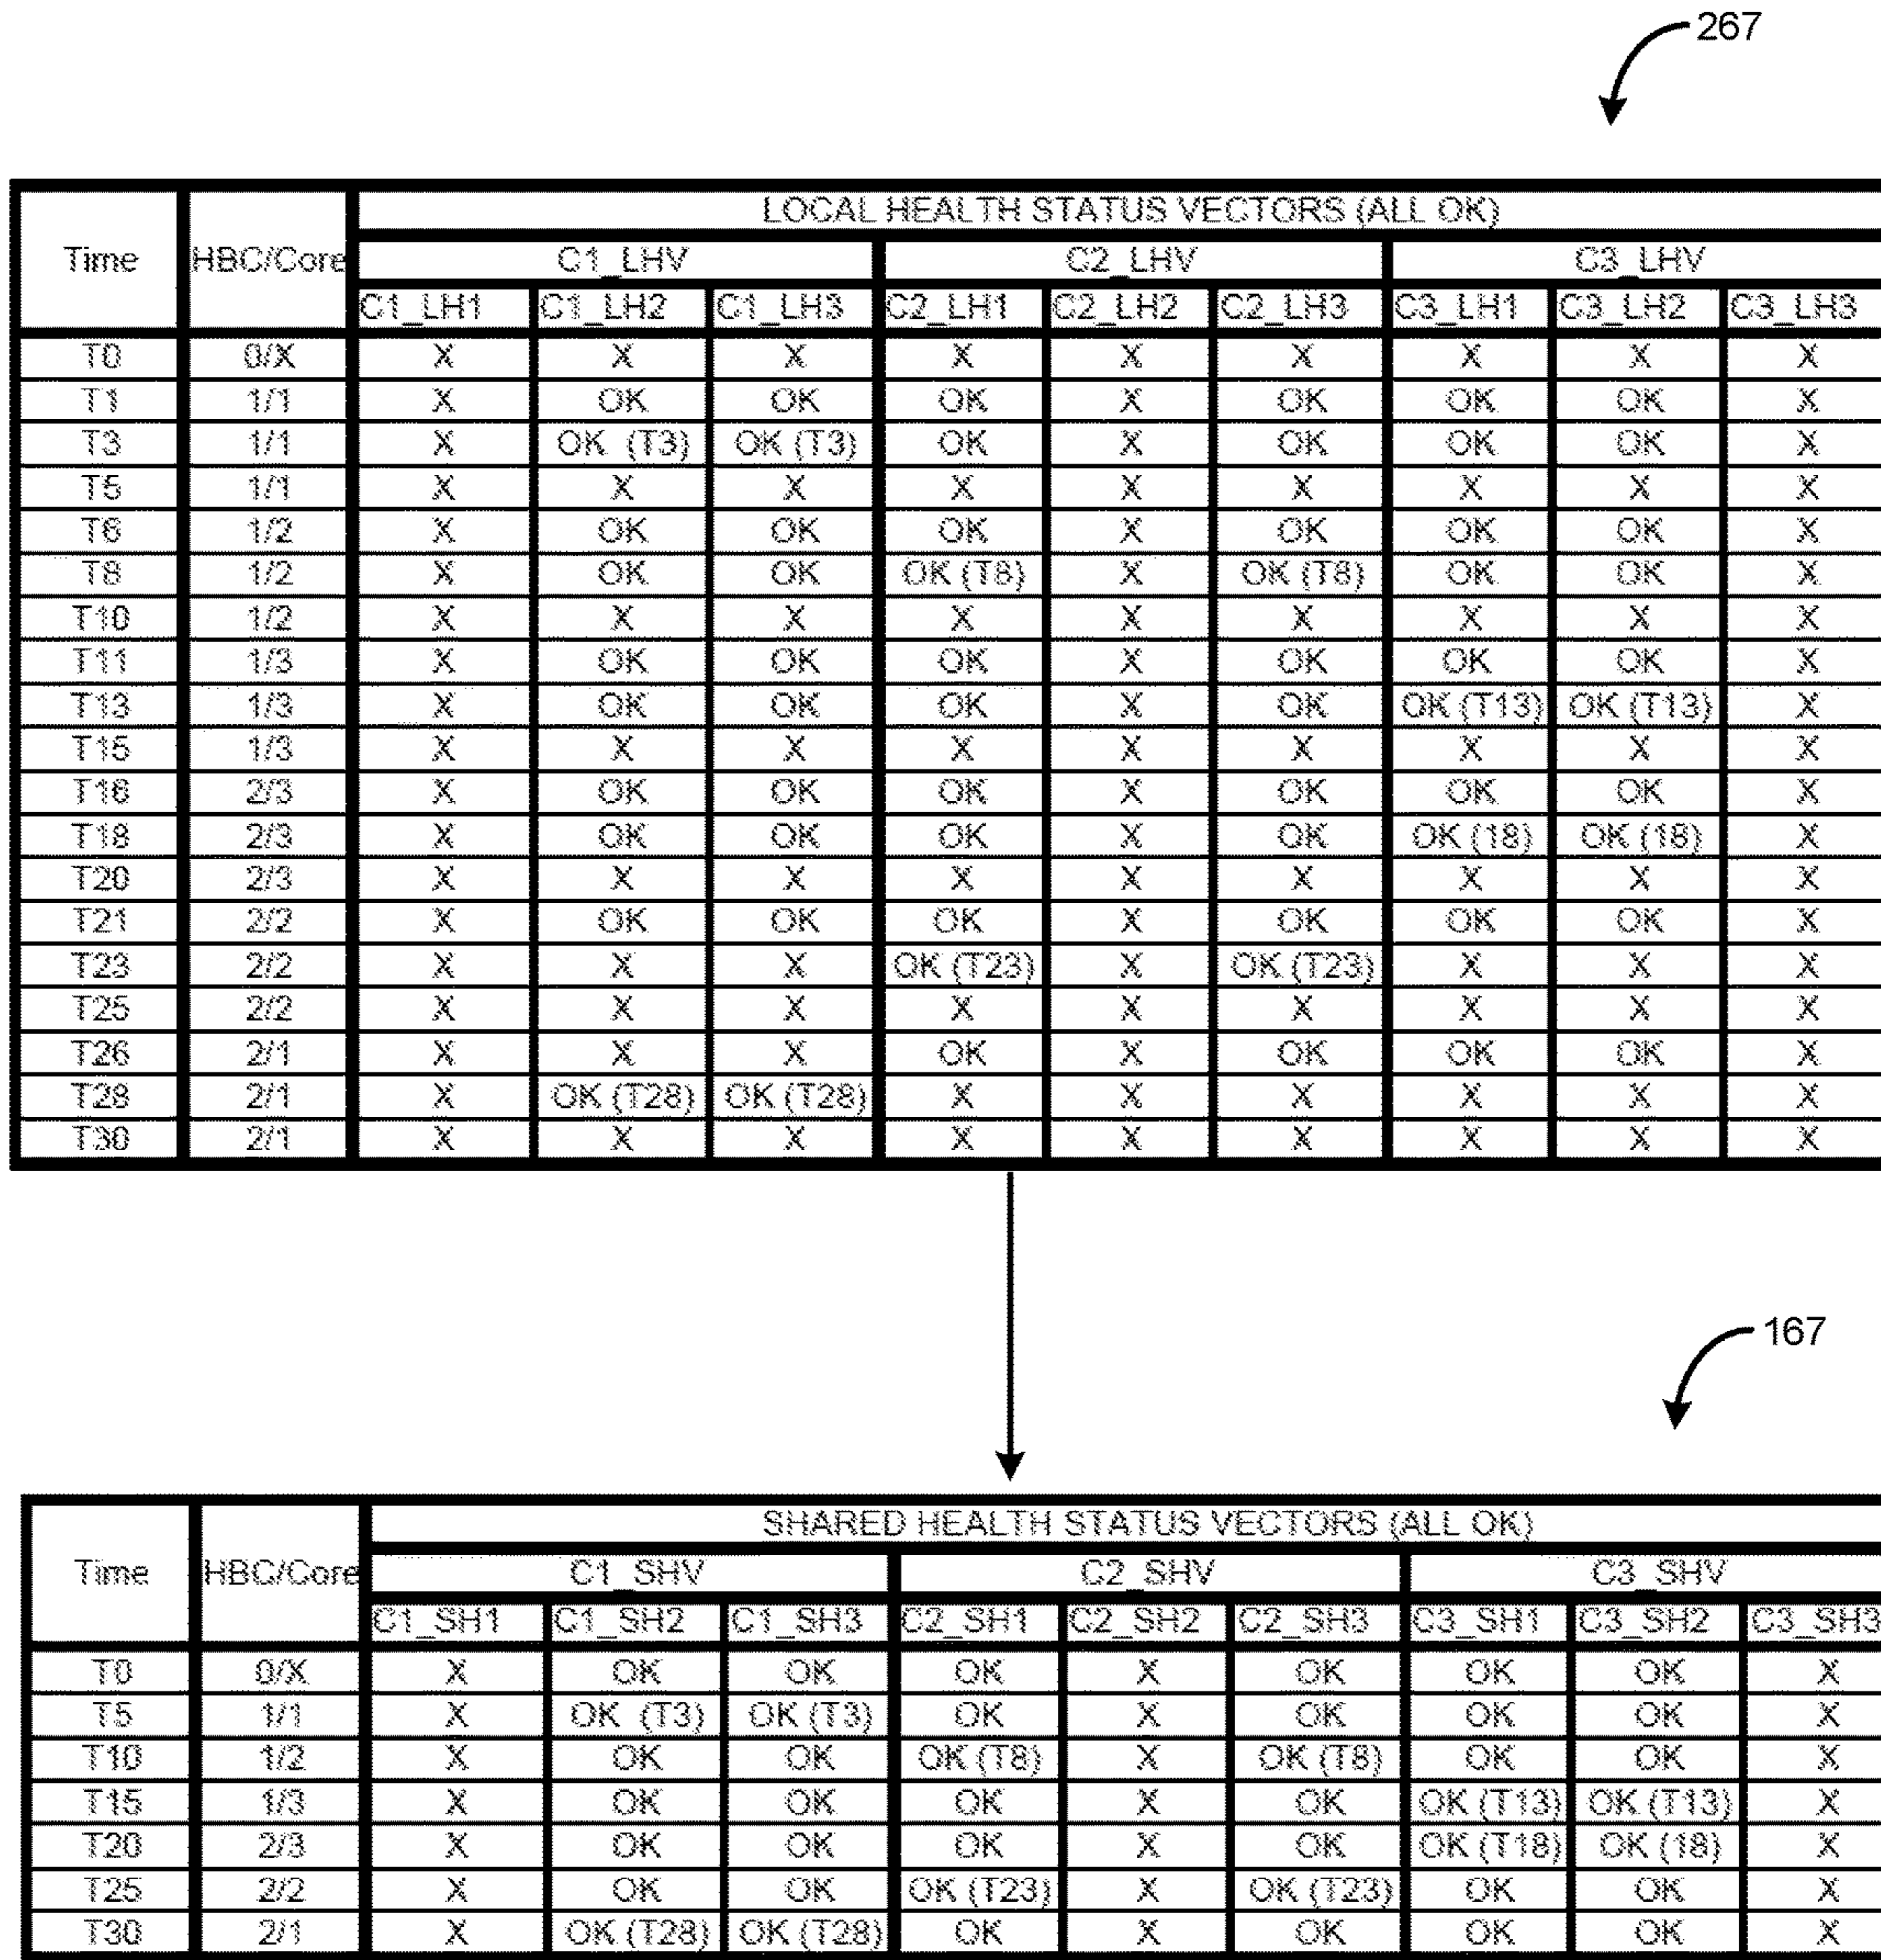 267
LOCAL HEALTH STATUS VECTORS (ALL OK)
Time HBC/Core C1_LHV C2_LHV C3_LHV
C1_LH1 C1_LH2 C1_LH3 C2_LH1 C2_LH2 C2_LH3 C3_LH1 C3_LH2 C3_LH3
T0 0/X X X X X X X X X X
T1 1/1 X OK OK OK X OK OK OK X
T3 1/1 X OK (T3) OK (T3) OK X OK OK OK X
T5 1/1 X X X X X X X X X
T6 1/2 X OK OK OK X OK OK OK X
T8 1/2 X OK OK OK (T8) X OK (T8) OK OK X
T10 1/2 X X X X X X X X X
T11 1/3 X OK OK OK X OK OK OK X
T13 1/3 X OK OK OK X OK OK (T13) OK (T13) X
T15 1/3 X X X X X X X X X
T16 2/3 X OK OK OK X OK OK OK X
T18 2/3 X OK OK OK X OK OK (18) OK (18) X
T20 2/3 X X X X X X X X X
T21 2/2 X OK OK OK X OK OK OK X
T23 2/2 X X X OK (T23) X OK (T23) X X X
T25 2/2 X X X X X X X X X
T26 2/1 X X X OK X OK OK OK X
T28 2/1 X OK (T28) OK (T28) X X X X X X
T30 2/1 X X X X X X X X X
167
SHARED HEALTH STATUS VECTORS (ALL OK)
Time HBC/Core C1_SHV C2_SHV C3_SHV
C1_SH1 C1_SH2 C1_SH3 C2_SH1 C2_SH2 C2_SH3 C3_SH1 C3_SH2 C3_SH3
T0 0/X X OK OK OK X OK OK OK X
T5 1/1 X OK (T3) OK (T3) OK X OK OK OK X
T10 1/2 X OK OK OK (T8) X OK (T8) OK OK X
T15 1/3 X OK OK OK X OK OK (T13) OK (T13) X
T20 2/3 X OK OK OK X OK OK (T18) OK (18) X
T25 2/2 X OK OK OK (T23) X OK (T23) OK OK X
T30 2/1 X OK (T28) OK (T28) OK X OK OK OK X